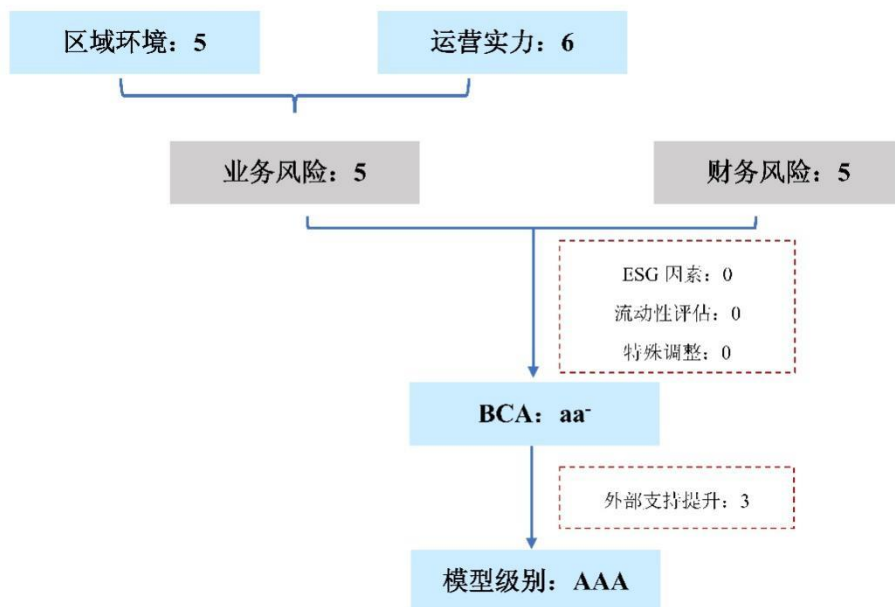 区域环境：5
运营实力：6
业务风险：5
财务风险：5
ESG 因素：0
流动性评估：0
特殊调整：0
BCA：aa-
外部支持提升：3
模型级别：AAA